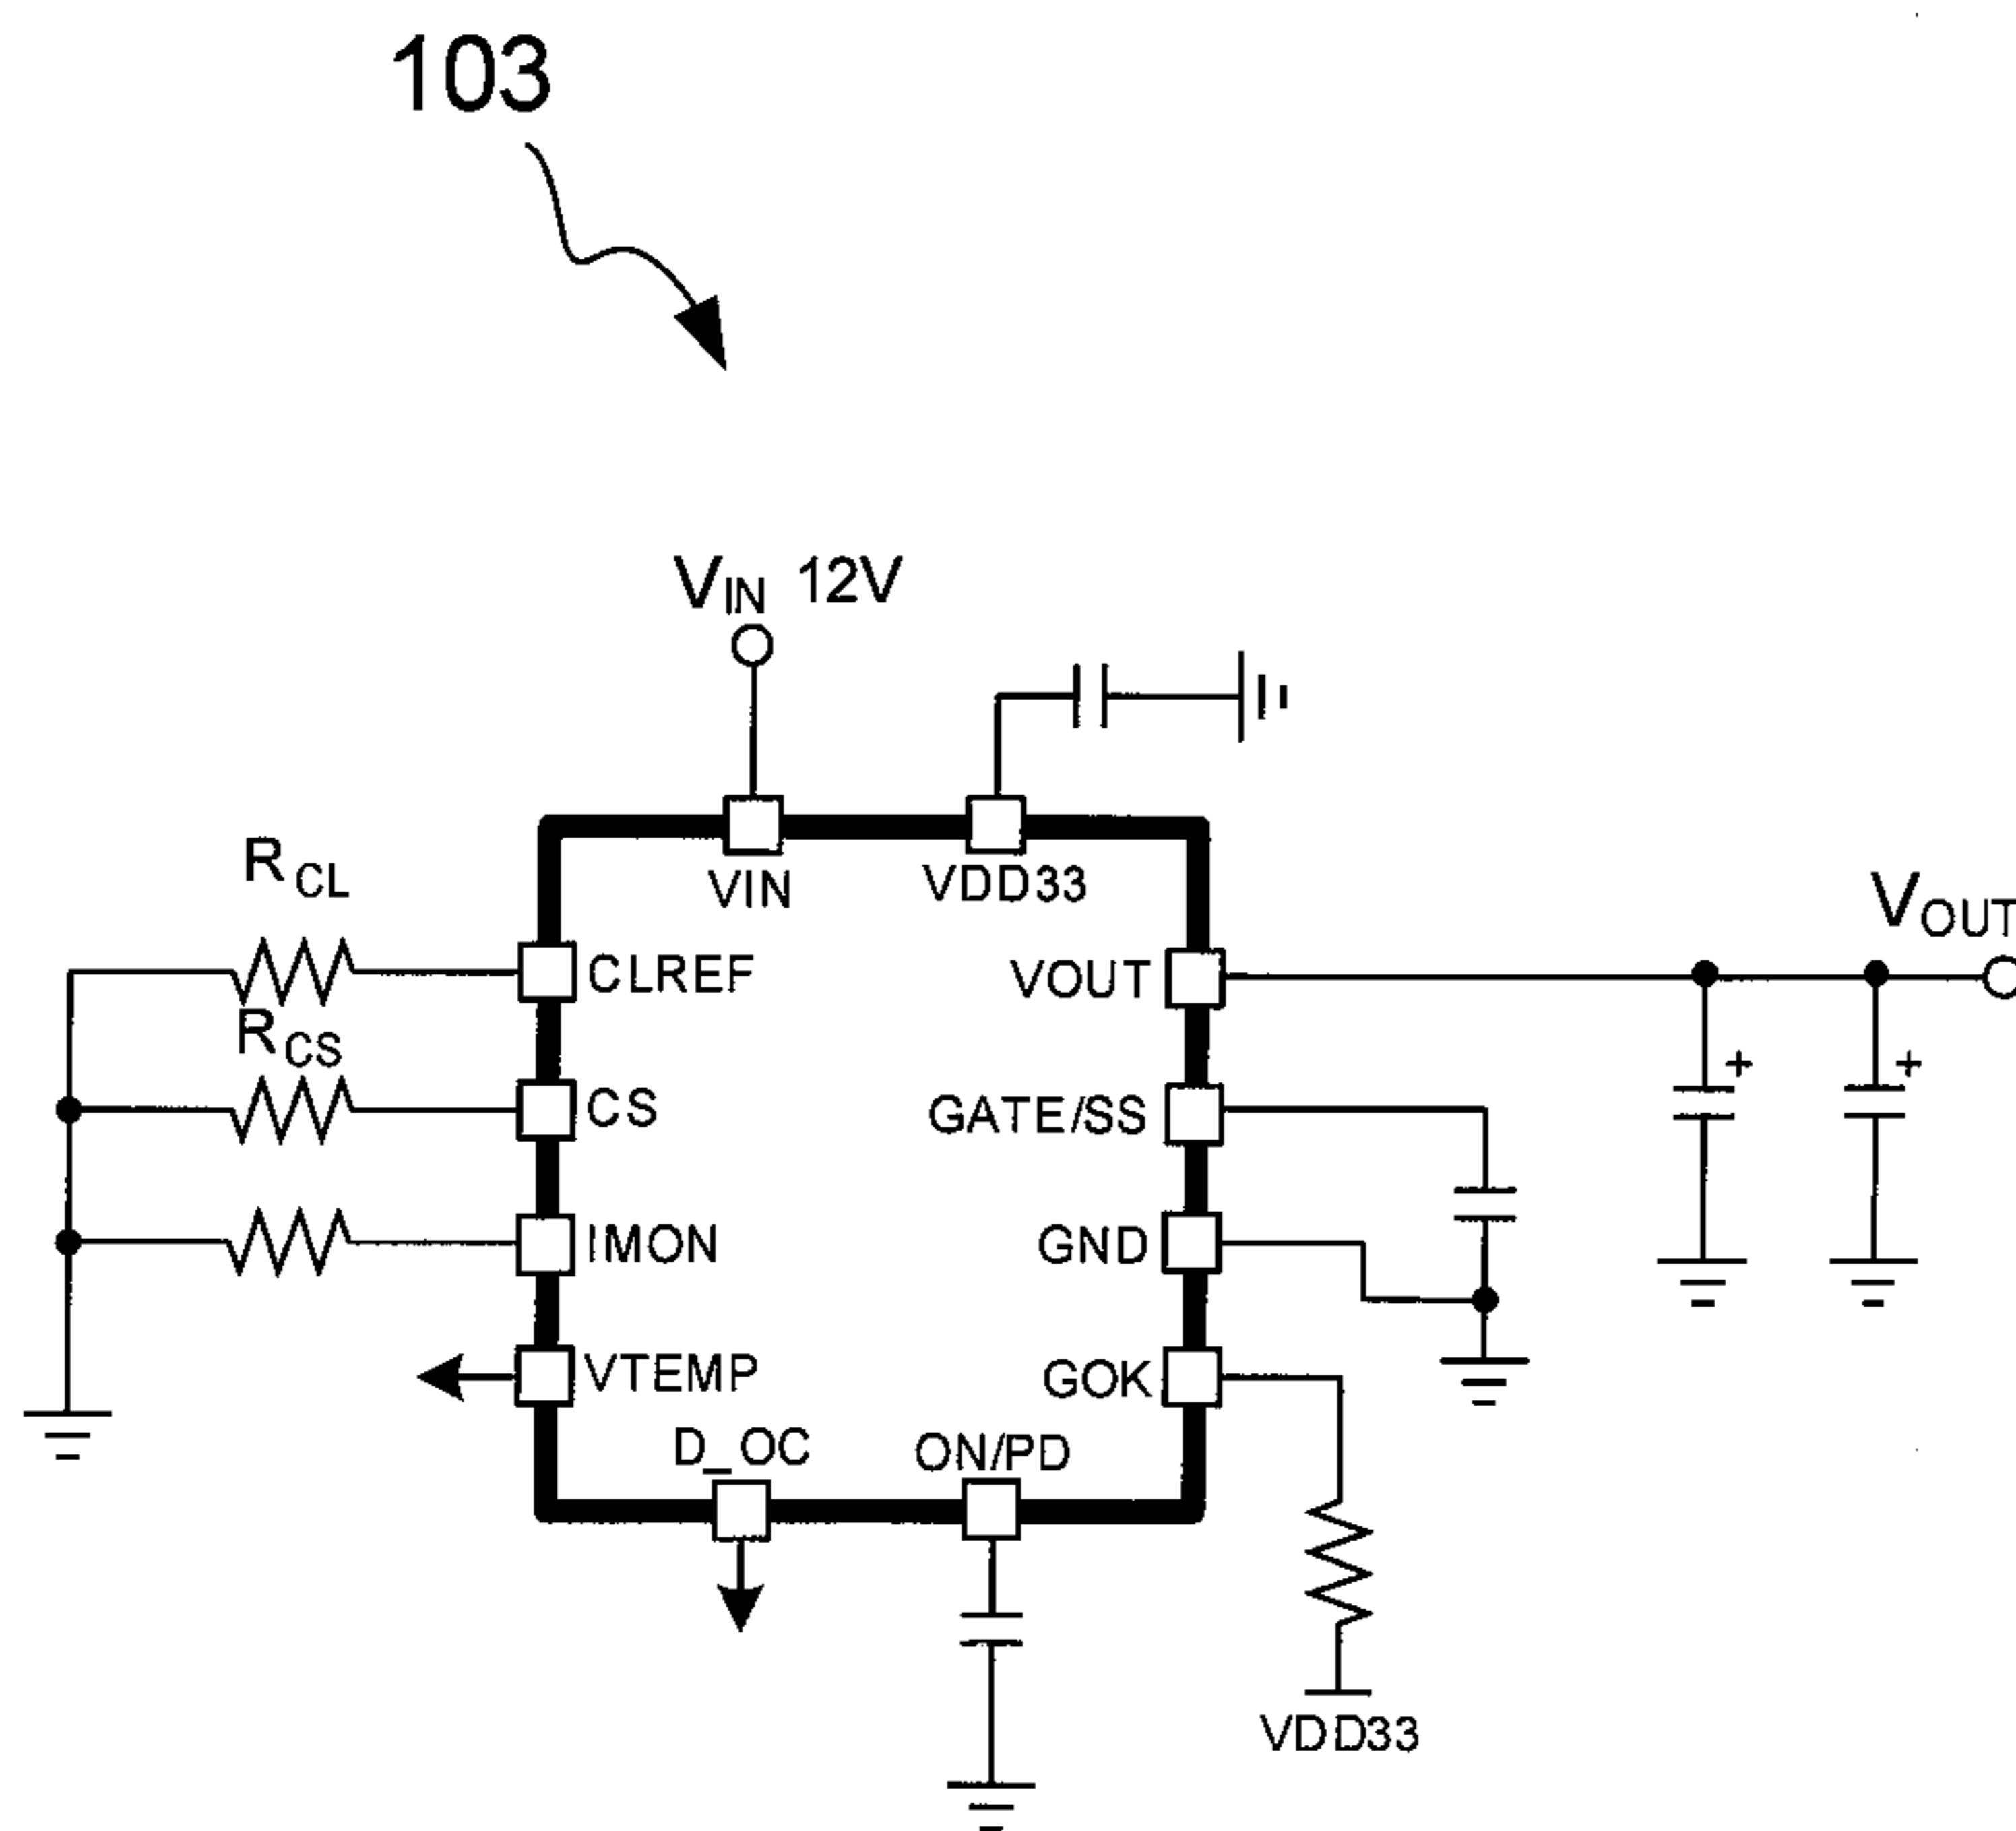 103
VIN 12V
VIN
VDD33
RCL
CLREF
VOUT
VOUT
RCS
CS
GATE/SS
IMON
GND
VTEMP
GOK
D_OC
ON/PD
+
+
VDD33